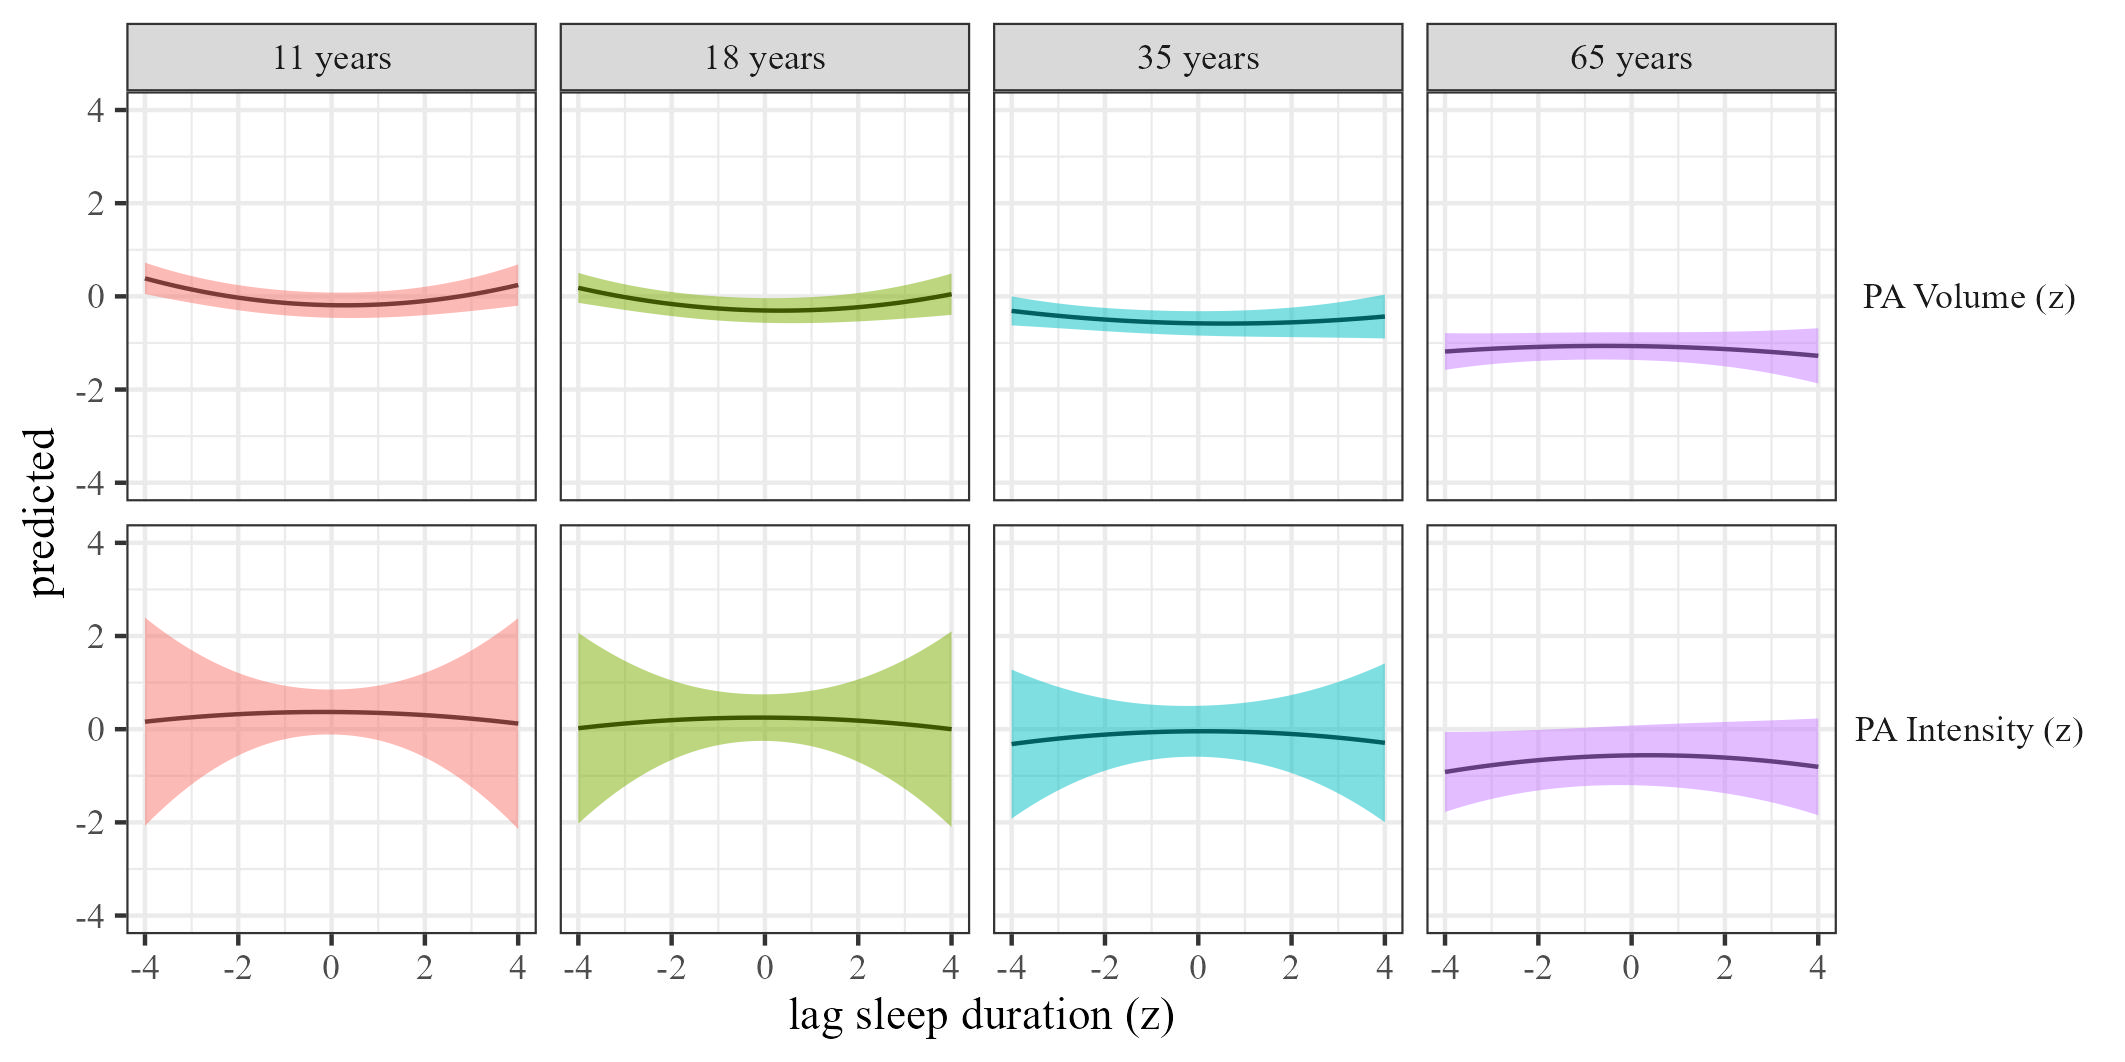 11 years 18 years 35 years 65 years
4
2
0
-2
-4
PA Volume (z)
predicted
4
2
0
-2
-4
PA Intensity (z)
-4 -2 0 2 4 -4 -2 0 2 4 -4 -2 0 2 4 -4 -2 0 2 4
lag sleep duration (z)